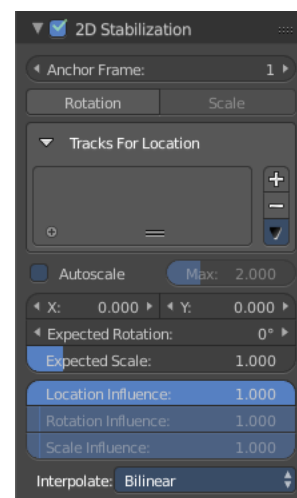 2D Stabilization
Anchor Frame: 1
Rotation Scale
Tracks For Location
Autoscale Max: 2.000
X: 0.000 Y: 0.000
Expected Rotation: 0°
Expected Scale: 1.000
Location Influence: 1.000
Rotation Influence: 1.000
Scale Influence: 1.000
Interpolate: Bilinear